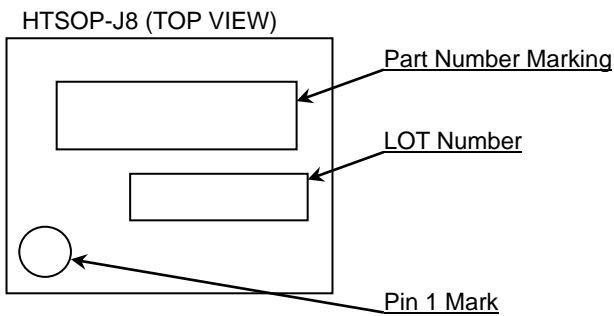 HTSOP-J8 (TOP VIEW)
Part Number Marking
LOT Number
Pin 1 Mark